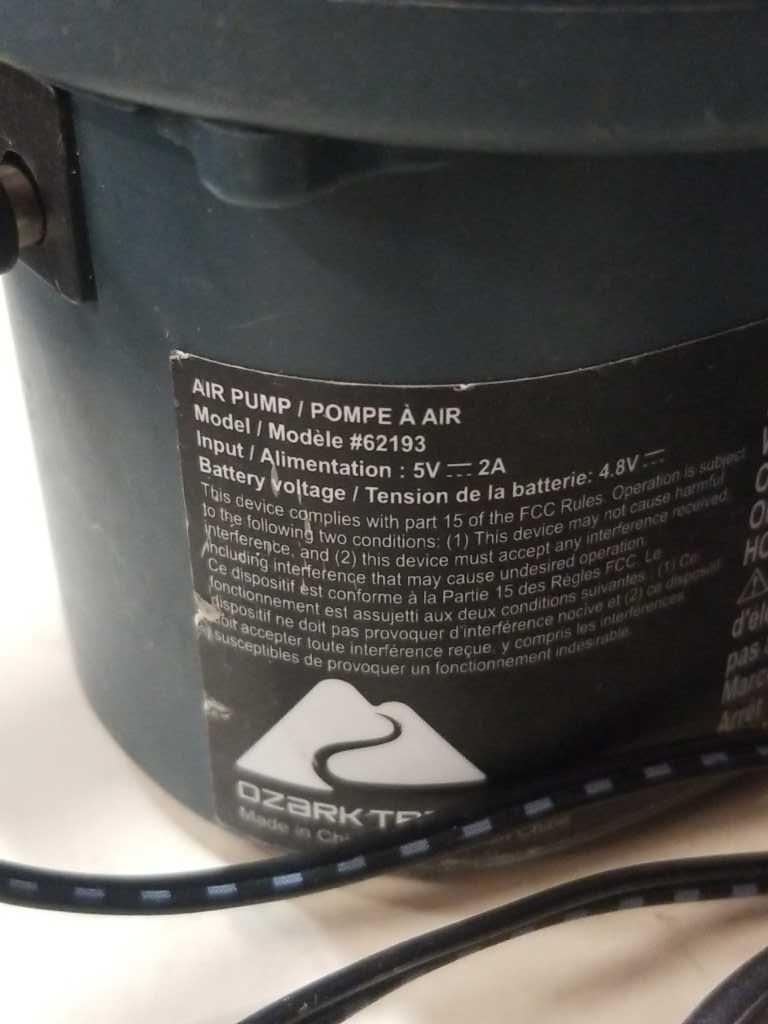 AIR PUMP / POMPE À AIR
Model / Modèle #62193
Input / Alimentation : 5V ⎓ 2A
Battery voltage / Tension de la batterie: 4.8V ⎓
This device complies with part 15 of the FCC Rules. Operation is subject
to the following two conditions: (1) This device may not cause harmful
interference, and (2) this device must accept any interference received,
including interference that may cause undesired operation.
Ce dispositif est conforme à la Partie 15 des Règles FCC. Le
fonctionnement est assujetti aux deux conditions suivantes : (1) Ce
dispositif ne doit pas provoquer d'interférence nocive et (2) ce dispositif
doit accepter toute interférence reçue, y compris les interférences
susceptibles de provoquer un fonctionnement indésirable.
OZARK
Made in
pas
Arrêt